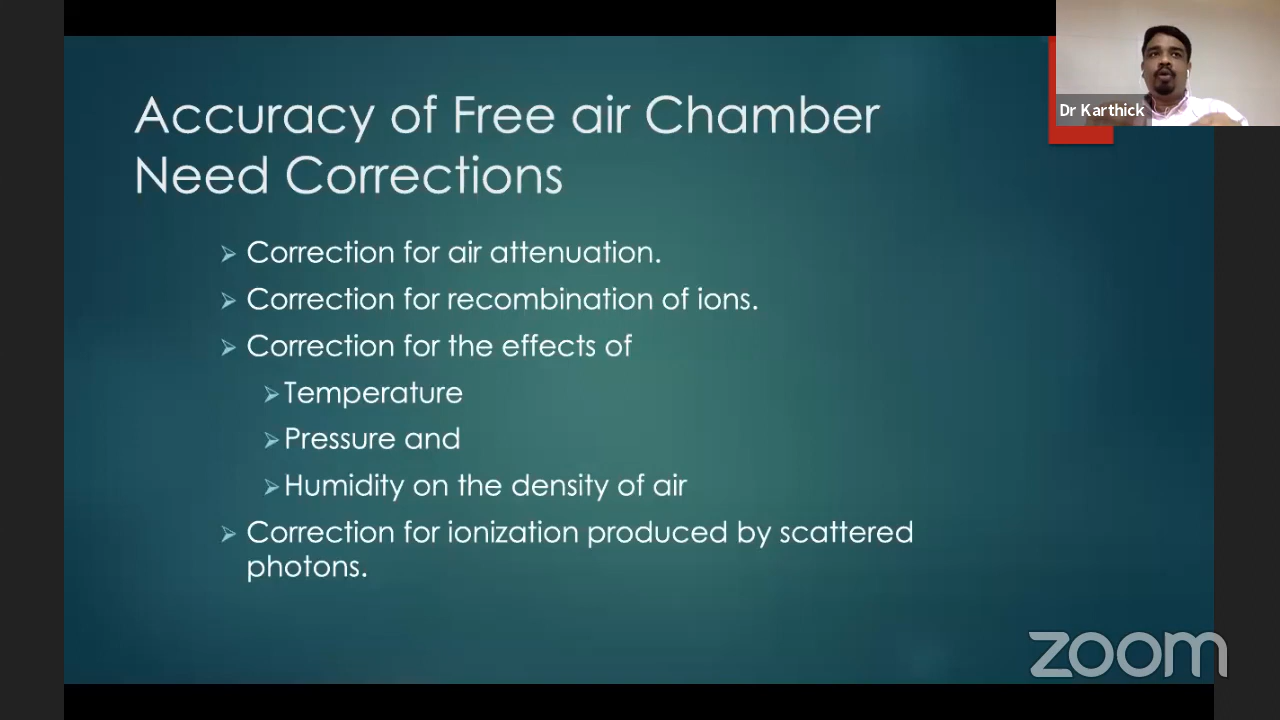 Accuracy of Free air Chamber
Need Corrections
Dr Karthick
Correction for air attenuation.
Correction for recombination of ions.
Correction for the effects of
Temperature
Pressure and
Humidity on the density of air
Correction for ionization produced by scattered
photons.
zoom